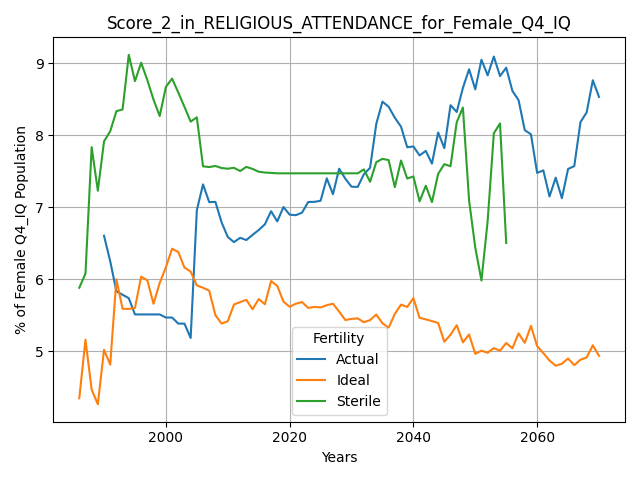 Score_2_in_RELIGIOUS_ATTENDANCE_for_Female_Q4_IQ
% of Female Q4_IQ Population
9
8
7
6
5
Fertility
Actual
Ideal
Sterile
2000 2020 2040 2060
Years